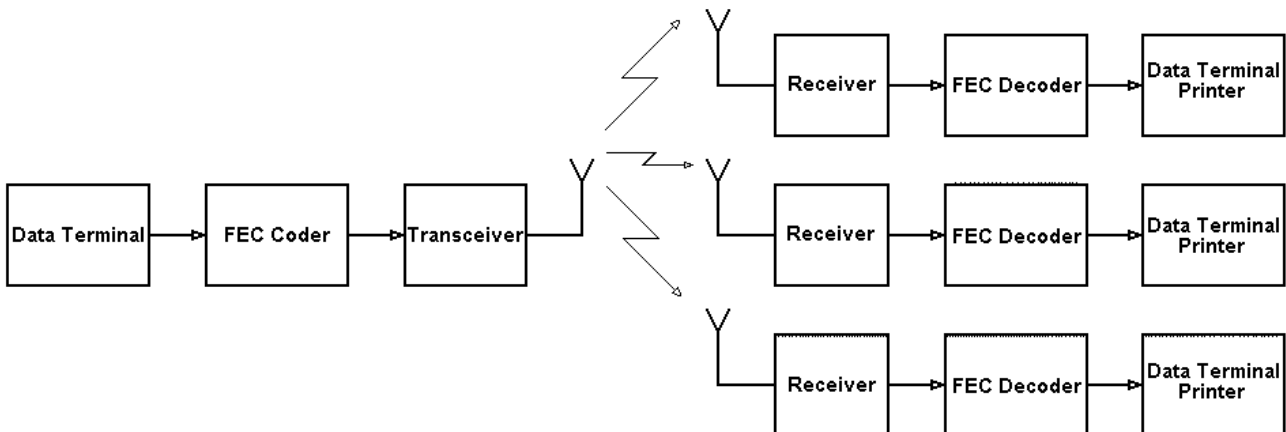 Receiver
FEC Decoder
Data Terminal
Printer
Data Terminal
FEC Coder
Transceiver
Receiver
FEC Decoder
Data Terminal
Printer
Receiver
FEC Decoder
Data Terminal
Printer